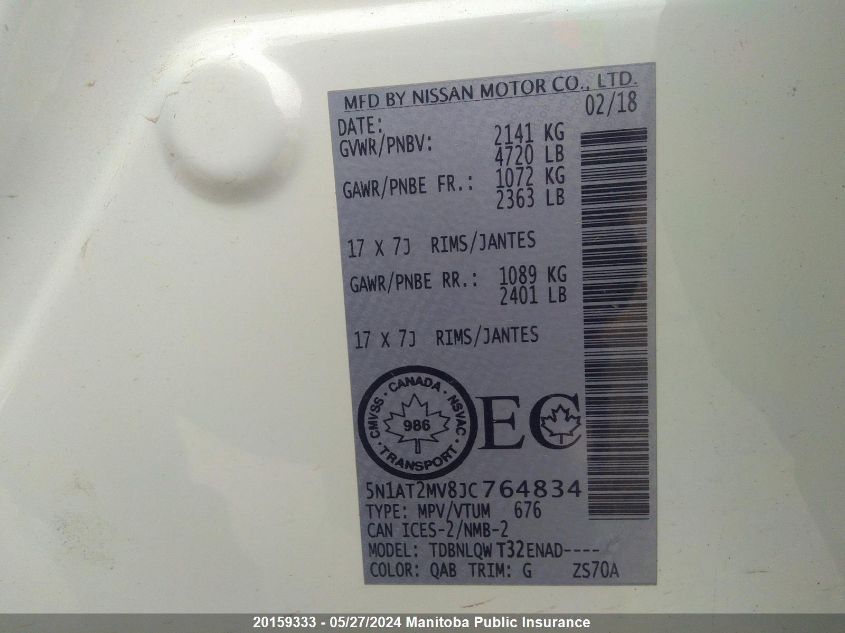 MFD BY NISSAN MOTOR CO., LTD.
DATE: 02/18
GVWR/PNBV: 2141 KG
4720 LB
GAWR/PNBE FR.: 1072 KG
2363 LB
17 X 7J RIMS/JANTES
GAWR/PNBE RR.: 1089 KG
2401 LB
17 X 7J RIMS/JANTES
CMVSS · CANADA · NSVAC
986
· TRANSPORT ·
EC
5N1AT2MV8JC764834
TYPE: MPV/VTUM 676
CAN ICES-2/NMB-2
MODEL: TDBNLQW T32ENAD----
COLOR: QAB TRIM: G ZS70A
20159333 - 05/27/2024 Manitoba Public Insurance